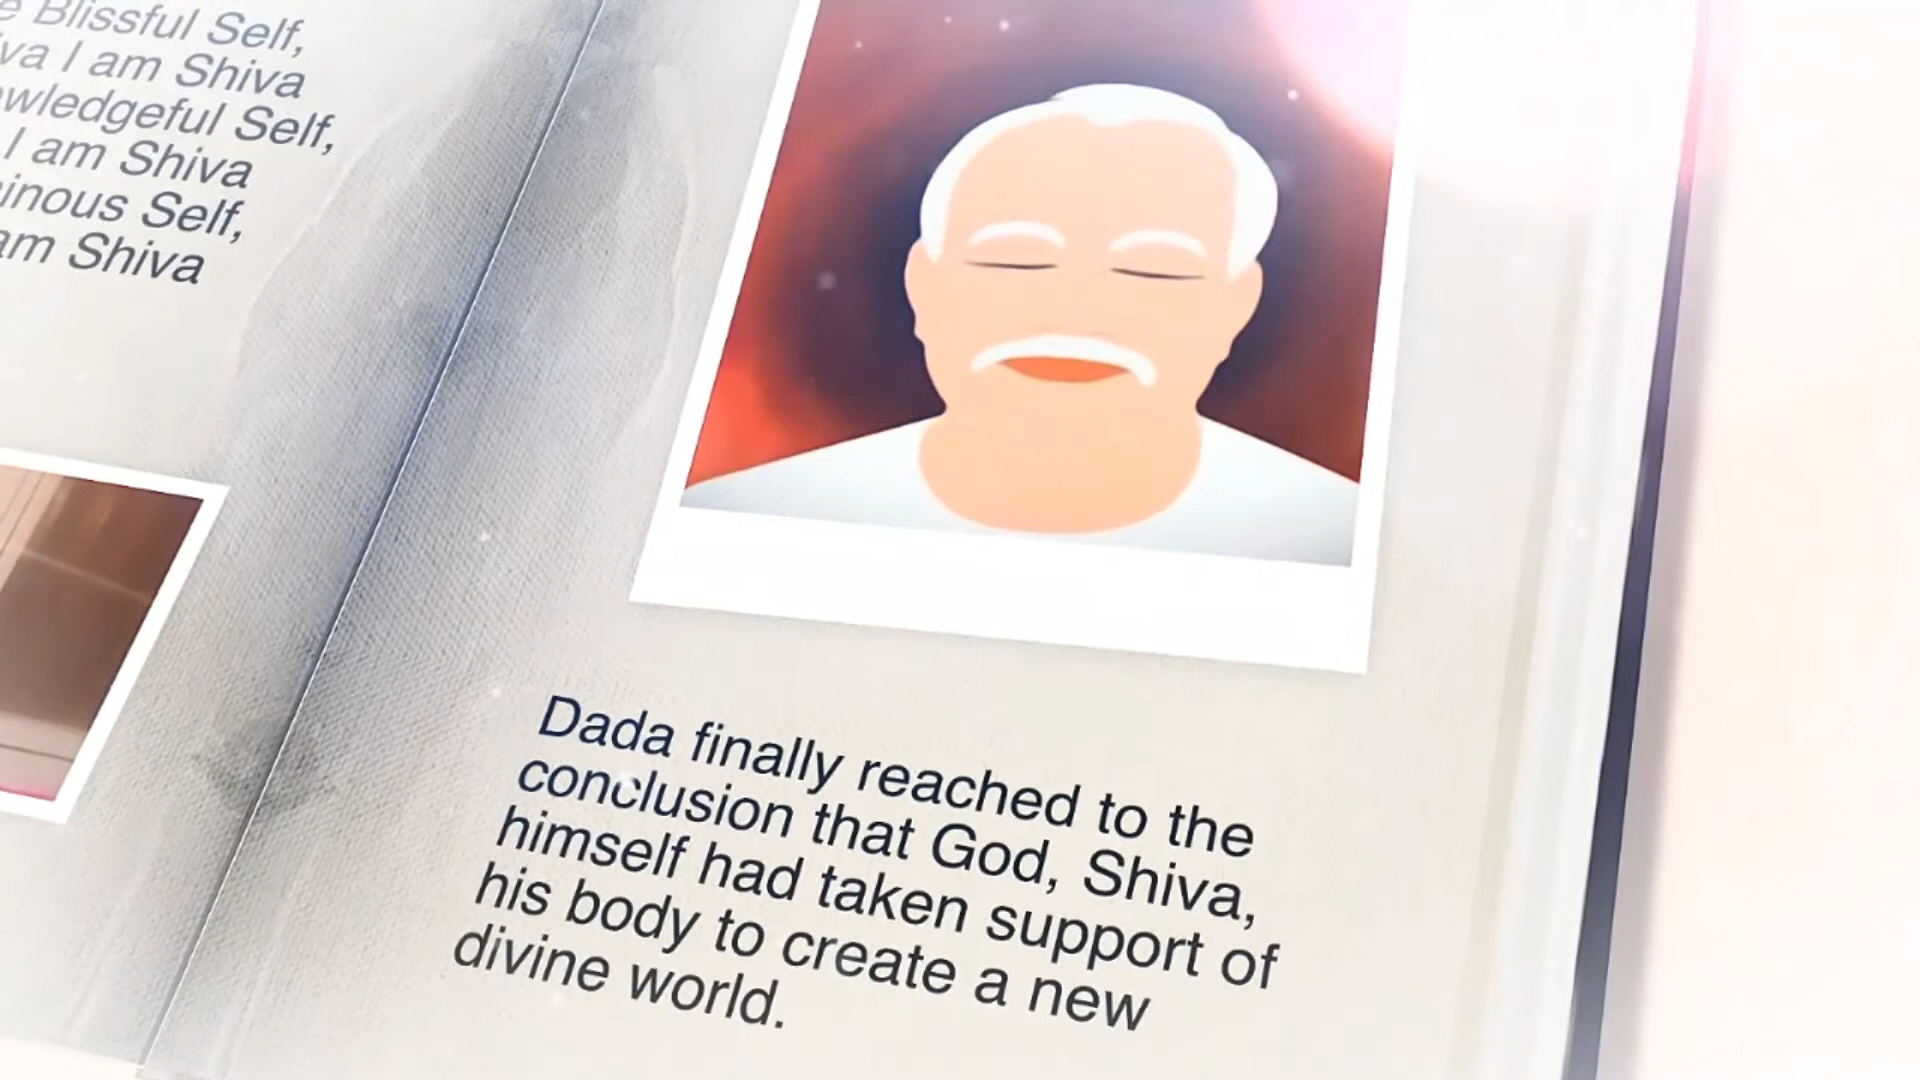 Blissful Self,
I am Shiva
Self,
I am Shiva
Self,
am Shiva
Dada finally reached to the
conclusion that God, Shiva,
himself had taken support of
his body to create a new
divine world.